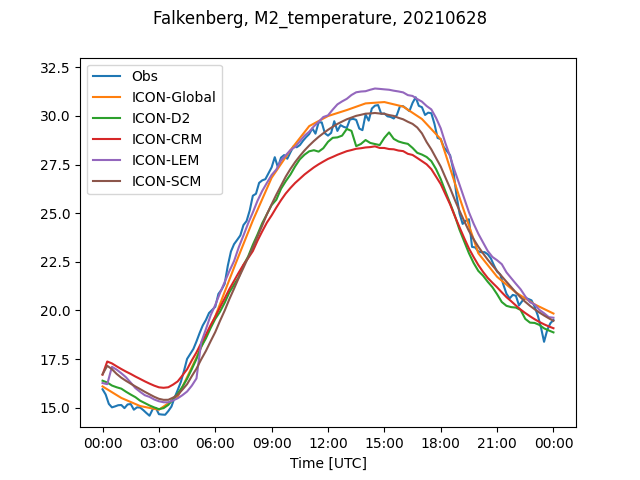 Falkenberg, M2_temperature, 20210628
32.5
30.0
27.5
25.0
22.5
20.0
17.5
15.0
Obs
ICON-Global
ICON-D2
ICON-CRM
ICON-LEM
ICON-SCM
00:00 03:00 06:00 09:00 12:00 15:00 18:00 21:00 00:00
Time [UTC]